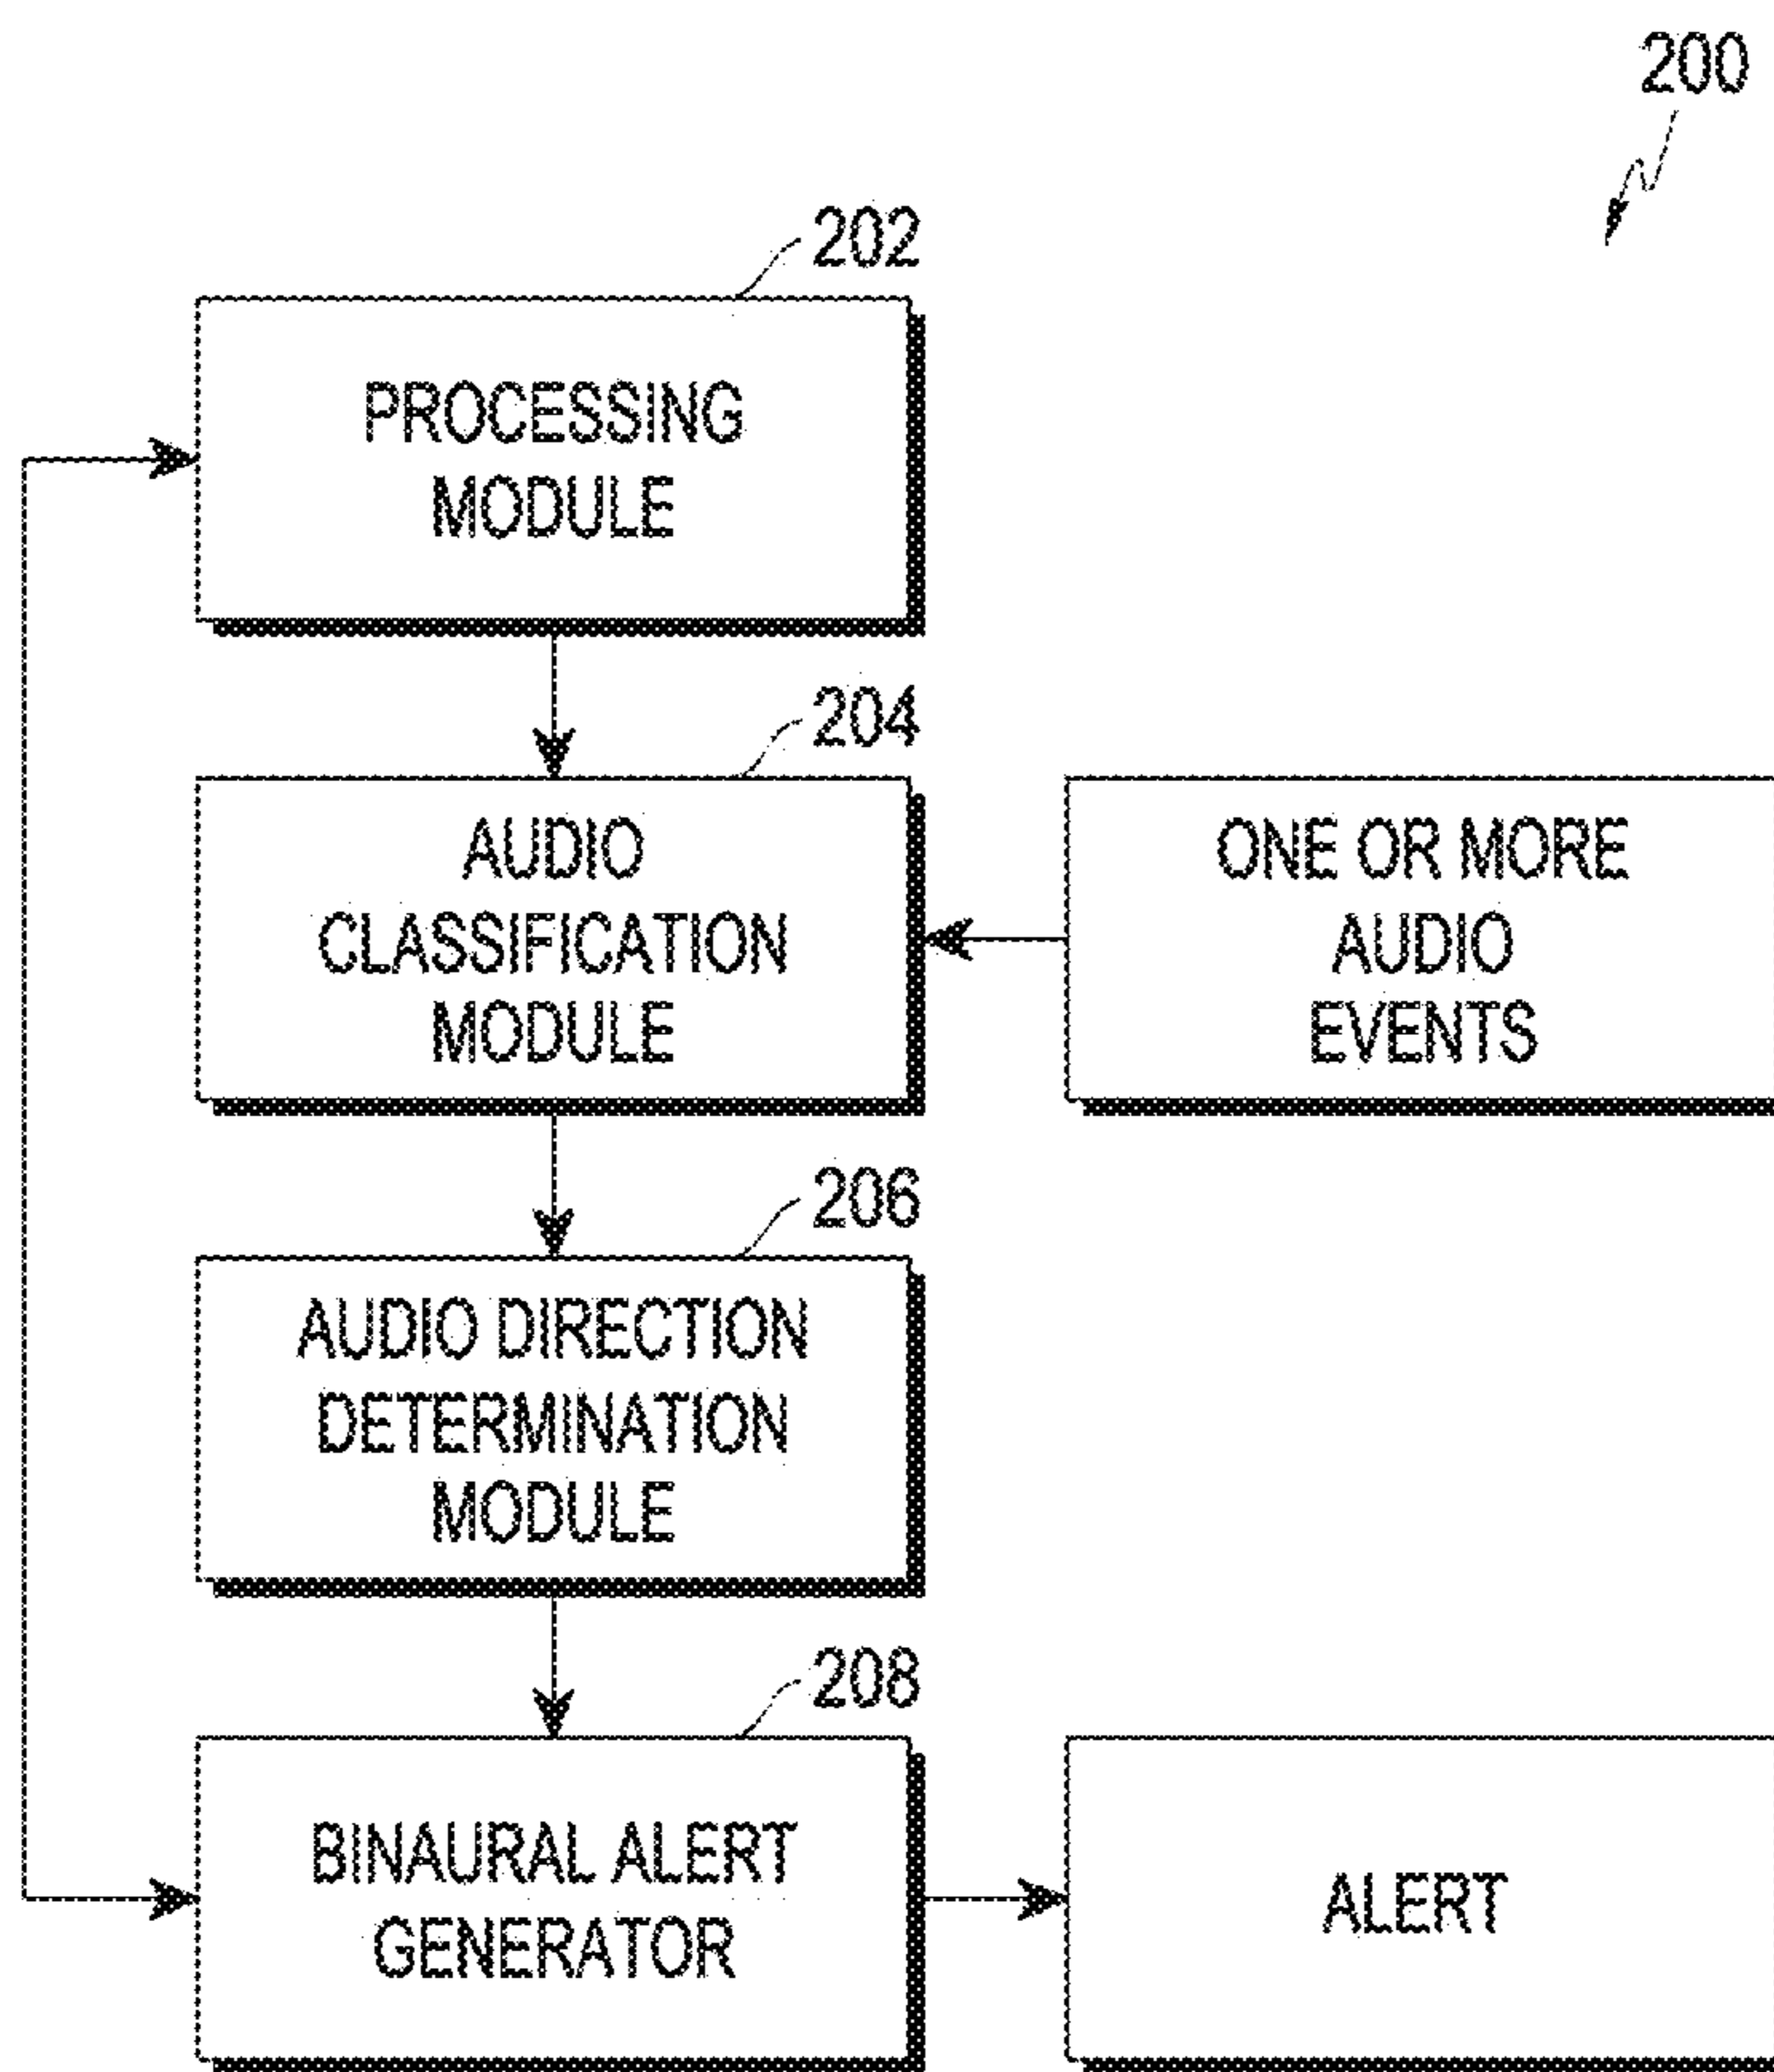 200
202
PROCESSING
MODULE
204
AUDIO
CLASSIFICATION
MODULE
ONE OR MORE
AUDIO
EVENTS
206
AUDIO DIRECTION
DETERMINATION
MODULE
208
BINAURAL ALERT
GENERATOR
ALERT